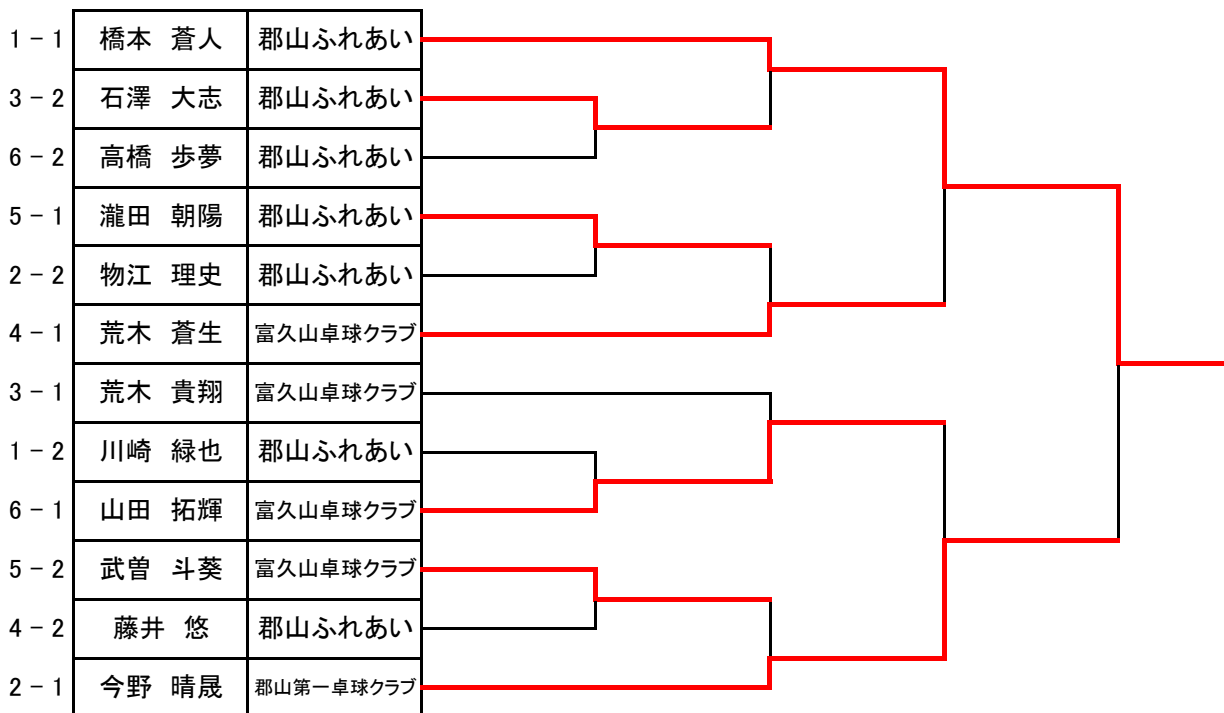 1 − 1 橋本 蒼人 郡山ふれあい
3 − 2 石澤 大志 郡山ふれあい
6 − 2 高橋 歩夢 郡山ふれあい
5 − 1 瀧田 朝陽 郡山ふれあい
2 − 2 物江 理史 郡山ふれあい
4 − 1 荒木 蒼生 富久山卓球クラブ
3 − 1 荒木 貴翔 富久山卓球クラブ
1 − 2 川崎 緑也 郡山ふれあい
6 − 1 山田 拓輝 富久山卓球クラブ
5 − 2 武曽 斗葵 富久山卓球クラブ
4 − 2 藤井 悠 郡山ふれあい
2 − 1 今野 晴晟 郡山第一卓球クラブ